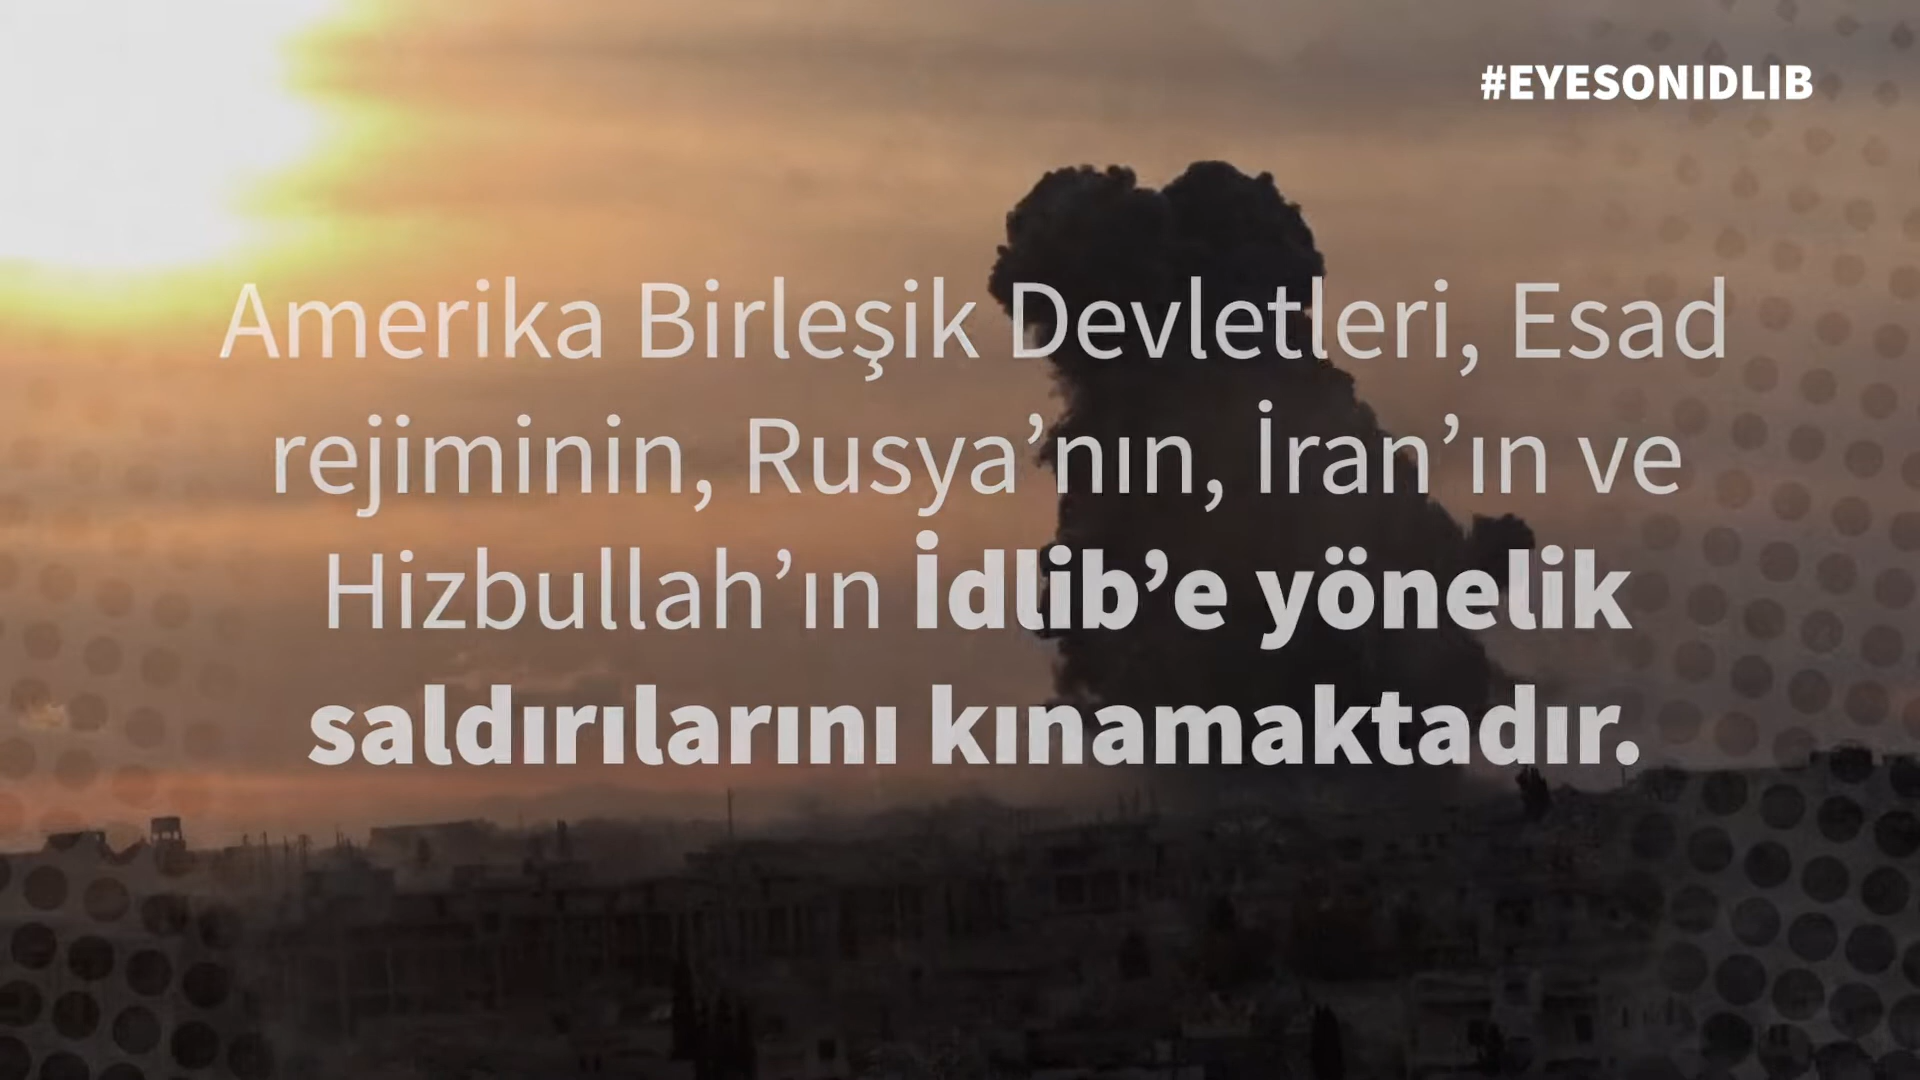 #EYESONIDLIB
Amerika Birleşik Devletleri, Esad
rejiminin, Rusya’nın, İran’ın ve
Hizbullah’ın İdlib’e yönelik
saldırılarını kınamaktadır.